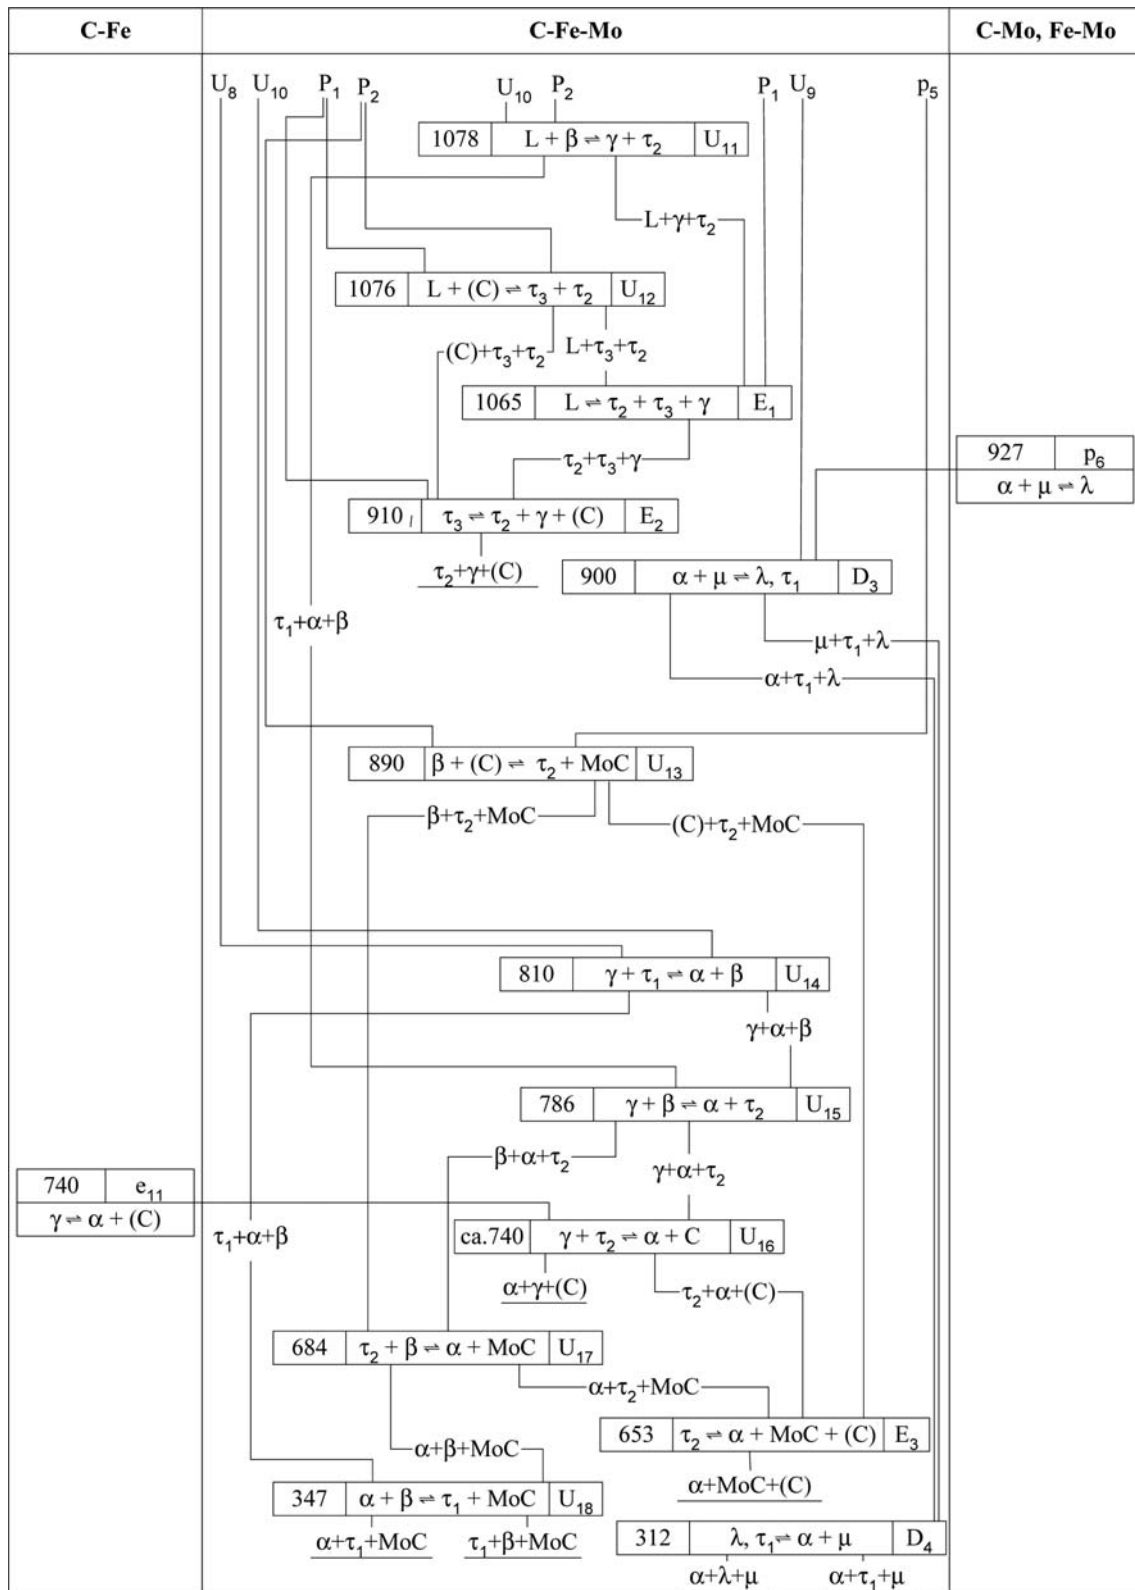 C-Fe C-Fe-Mo C-Mo, Fe-Mo
U₈ U₁₀ P₁ P₂ U₁₀ P₂ P₁ U₉ p₅
1078 L + β ⇌ γ + τ₂ U₁₁
L+γ+τ₂
1076 L + (C) ⇌ τ₃ + τ₂ U₁₂
(C)+τ₃+τ₂ L+τ₃+τ₂
1065 L ⇌ τ₂ + τ₃ + γ E₁
τ₂+τ₃+γ
927 p₆
α + μ ⇌ λ
910 τ₃ ⇌ τ₂ + γ + (C) E₂
τ₂+γ+(C)
900 α + μ ⇌ λ, τ₁ D₃
τ₁+α+β
μ+τ₁+λ
α+τ₁+λ
890 β + (C) ⇌ τ₂ + MoC U₁₃
β+τ₂+MoC (C)+τ₂+MoC
810 γ + τ₁ ⇌ α + β U₁₄
γ+α+β
786 γ + β ⇌ α + τ₂ U₁₅
β+α+τ₂ γ+α+τ₂
740 e₁₁
γ ⇌ α + (C)
τ₁+α+β
ca.740 γ + τ₂ ⇌ α + C U₁₆
α+γ+(C) τ₂+α+(C)
684 τ₂ + β ⇌ α + MoC U₁₇
α+τ₂+MoC
653 τ₂ ⇌ α + MoC + (C) E₃
α+β+MoC
α+MoC+(C)
347 α + β ⇌ τ₁ + MoC U₁₈
α+τ₁+MoC τ₁+β+MoC
312 λ, τ₁ ⇌ α + μ D₄
α+λ+μ α+τ₁+μ